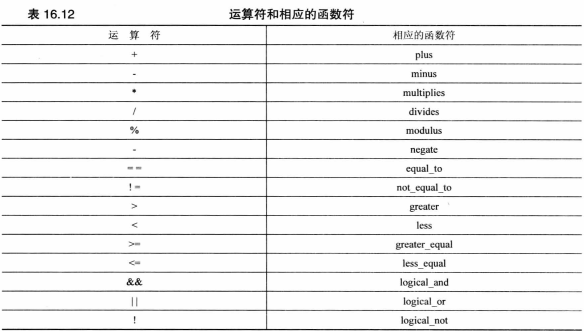 表 16.12 运算符和相应的函数符
运 算 符 相应的函数符
+ plus
- minus
* multiplies
/ divides
% modulus
- negate
== equal_to
!= not_equal_to
> greater
< less
>= greater_equal
<= less_equal
&& logical_and
|| logical_or
! logical_not